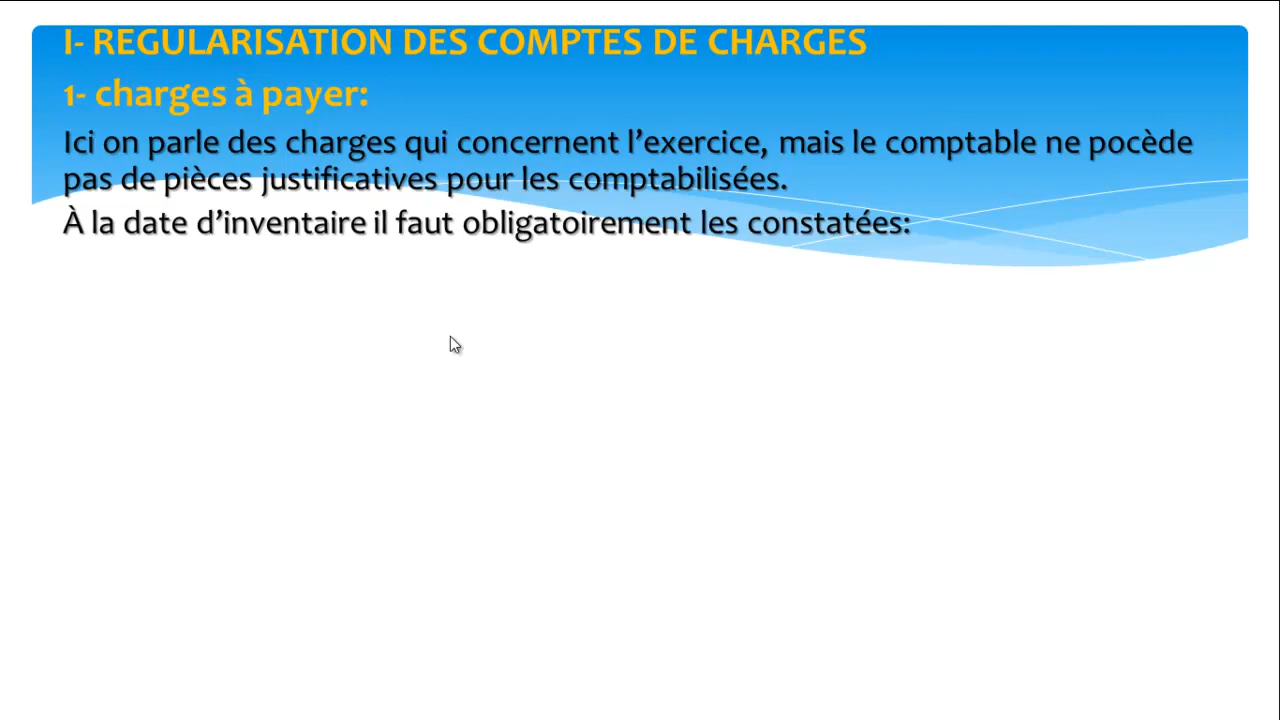 I- REGULARISATION DES COMPTES DE CHARGES
1- charges à payer:
Ici on parle des charges qui concernent l’exercice, mais le comptable ne pocède
pas de pièces justificatives pour les comptabilisées.
À la date d’inventaire il faut obligatoirement les constatées: